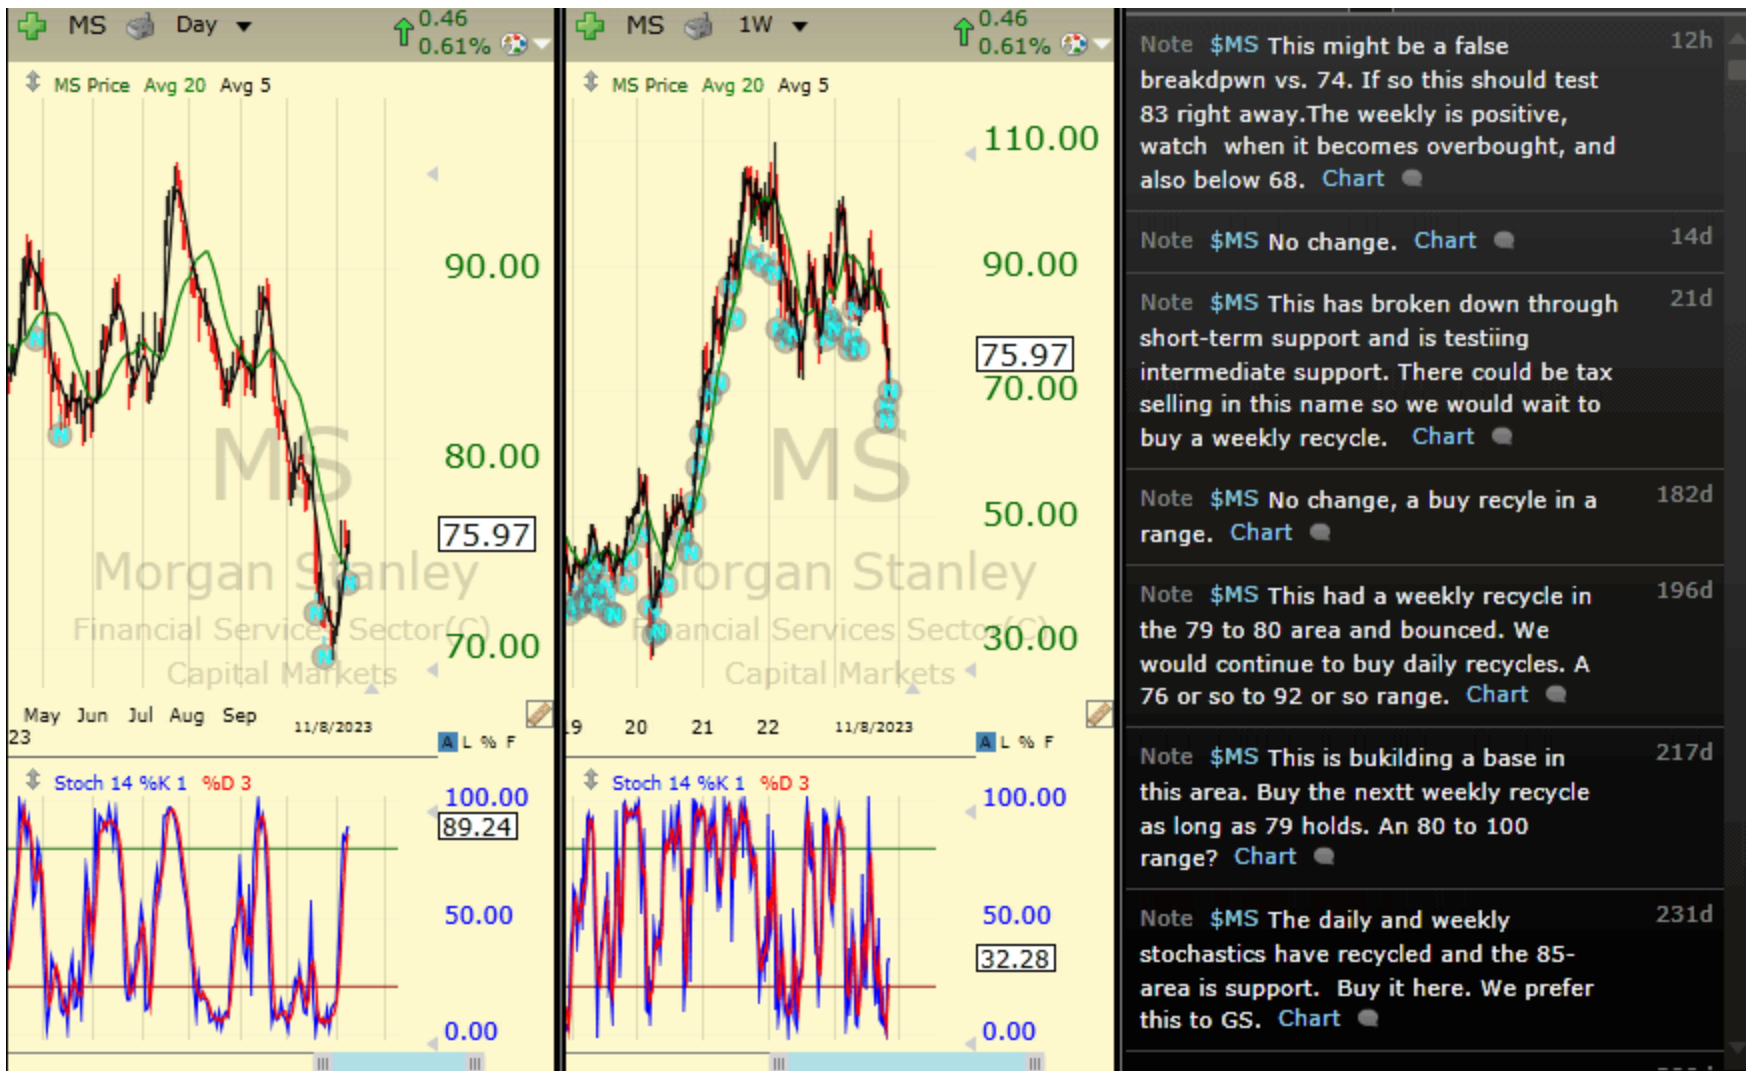 MS Day 0.46
0.61%
MS Price Avg 20 Avg 5
90.00
80.00
MS
75.97
Morgan Stanley
Financial Services Sector(C)
70.00
Capital Markets
May Jun Jul Aug Sep 11/8/2023
23
A L % F
Stoch 14 %K 1 %D 3
100.00
89.24
50.00
0.00
MS 1W 0.46
0.61%
MS Price Avg 20 Avg 5
110.00
90.00
75.97
70.00
MS
50.00
Morgan Stanley
Financial Services Sector(C)
30.00
Capital Markets
19 20 21 22 11/8/2023
A L % F
Stoch 14 %K 1 %D 3
100.00
50.00
32.28
0.00
Note $MS This might be a false 12h
breakdpwn vs. 74. If so this should test
83 right away.The weekly is positive,
watch when it becomes overbought, and
also below 68. Chart
Note $MS No change. Chart 14d
Note $MS This has broken down through 21d
short-term support and is testiing
intermediate support. There could be tax
selling in this name so we would wait to
buy a weekly recycle. Chart
Note $MS No change, a buy recyle in a 182d
range. Chart
Note $MS This had a weekly recycle in 196d
the 79 to 80 area and bounced. We
would continue to buy daily recycles. A
76 or so to 92 or so range. Chart
Note $MS This is bukilding a base in 217d
this area. Buy the nextt weekly recycle
as long as 79 holds. An 80 to 100
range? Chart
Note $MS The daily and weekly 231d
stochastics have recycled and the 85-
area is support. Buy it here. We prefer
this to GS. Chart